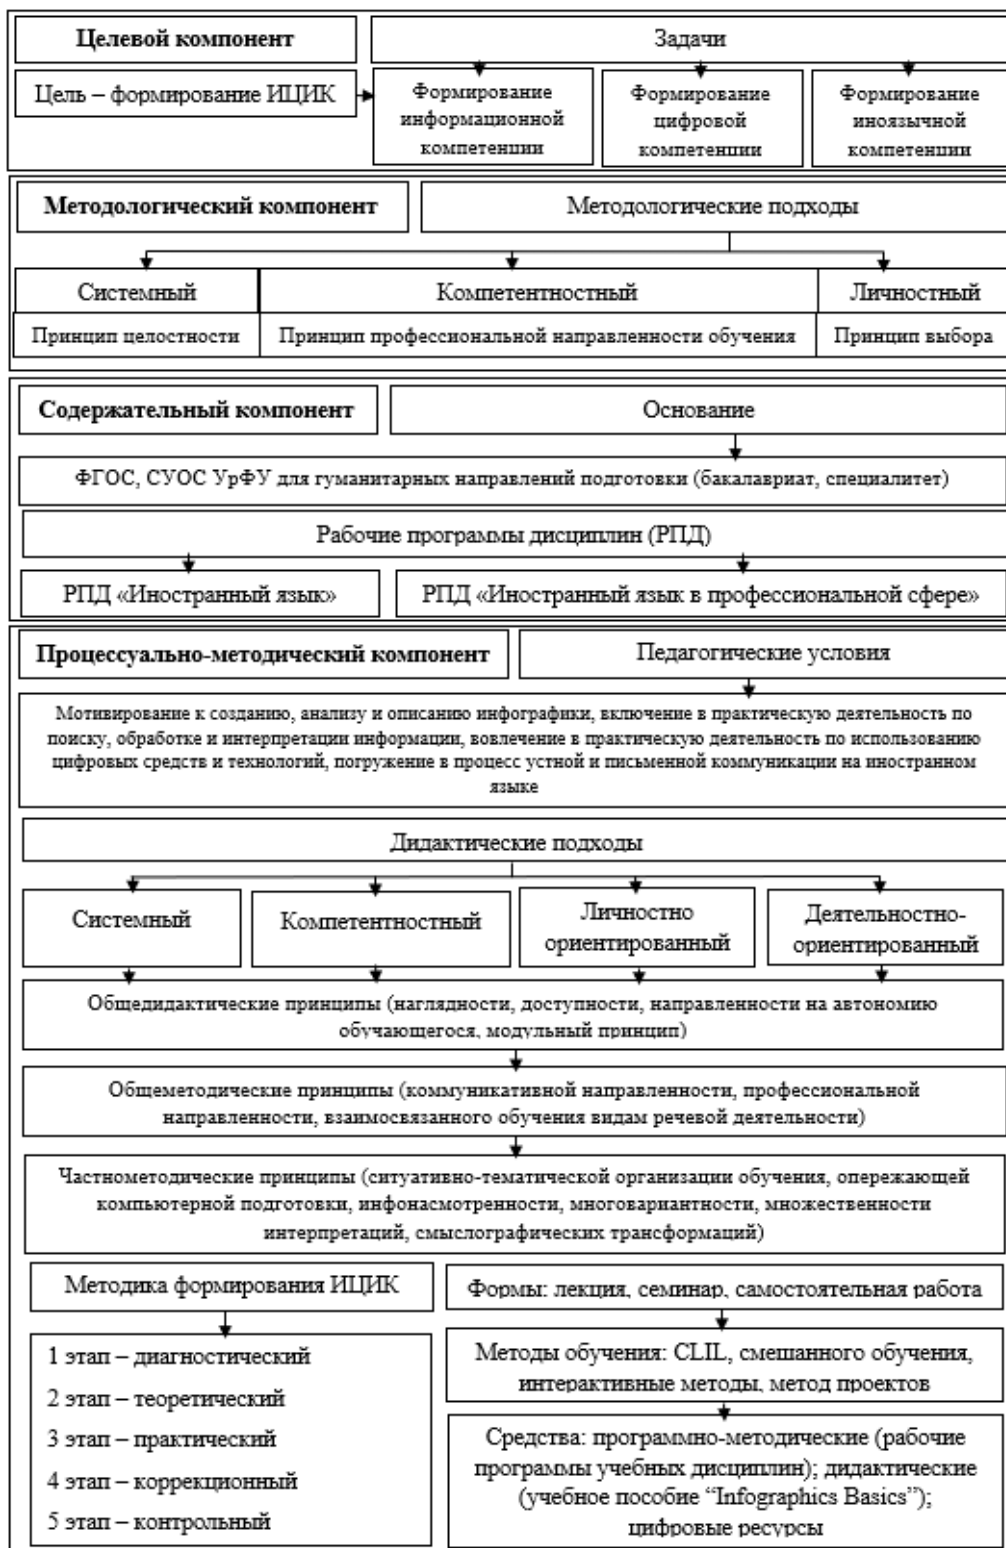 Целевой компонент
Задачи
Цель – формирование ИЦИК
Формирование
информационной
компетенции
Формирование
цифровой
компетенции
Формирование
иноязычной
компетенции
Методологический компонент
Методологические подходы
Системный
Компетентностный
Личностный
Принцип целостности
Принцип профессиональной направленности обучения
Принцип выбора
Содержательный компонент
Основание
ФГОС, СУОС УрФУ для гуманитарных направлений подготовки (бакалавриат, специалитет)
Рабочие программы дисциплин (РПД)
РПД «Иностранный язык»
РПД «Иностранный язык в профессиональной сфере»
Процессуально-методический компонент
Педагогические условия
Мотивирование к созданию, анализу и описанию инфографики, включение в практическую деятельность по
поиску, обработке и интерпретации информации, вовлечение в практическую деятельность по использованию
цифровых средств и технологий, погружение в процесс устной и письменной коммуникации на иностранном
языке
Дидактические подходы
Системный
Компетентностный
Личностно
ориентированный
Деятельностно-
ориентированный
Общедидактические принципы (наглядности, доступности, направленности на автономию
обучающегося, модульный принцип)
Общеметодические принципы (коммуникативной направленности, профессиональной
направленности, взаимосвязанного обучения видам речевой деятельности)
Частнометодические принципы (ситуативно-тематической организации обучения, опережающей
компьютерной подготовки, инфонасмотренности, многовариантности, множественности
интерпретаций, смыслографических трансформаций)
Методика формирования ИЦИК
1 этап – диагностический
2 этап – теоретический
3 этап – практический
4 этап – коррекционный
5 этап – контрольный
Формы: лекция, семинар, самостоятельная работа
Методы обучения: CLIL, смешанного обучения,
интерактивные методы, метод проектов
Средства: программно-методические (рабочие
программы учебных дисциплин); дидактические
(учебное пособие “Infographics Basics”);
цифровые ресурсы